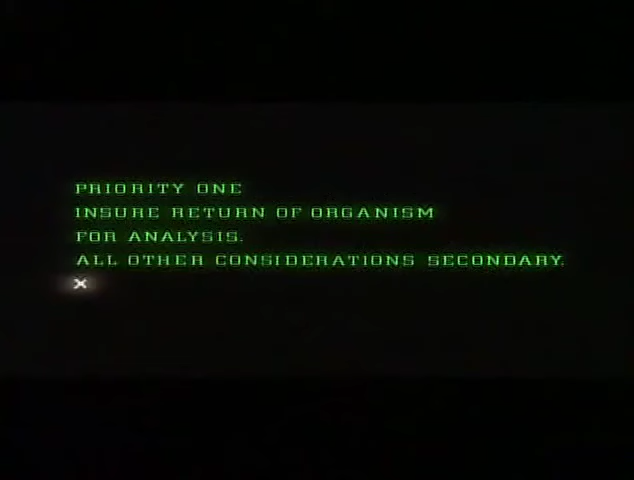 PRIORITY ONE
INSURE RETURN OF ORGANISM
FOR ANALYSIS.
ALL OTHER CONSIDERATIONS SECONDARY.
X